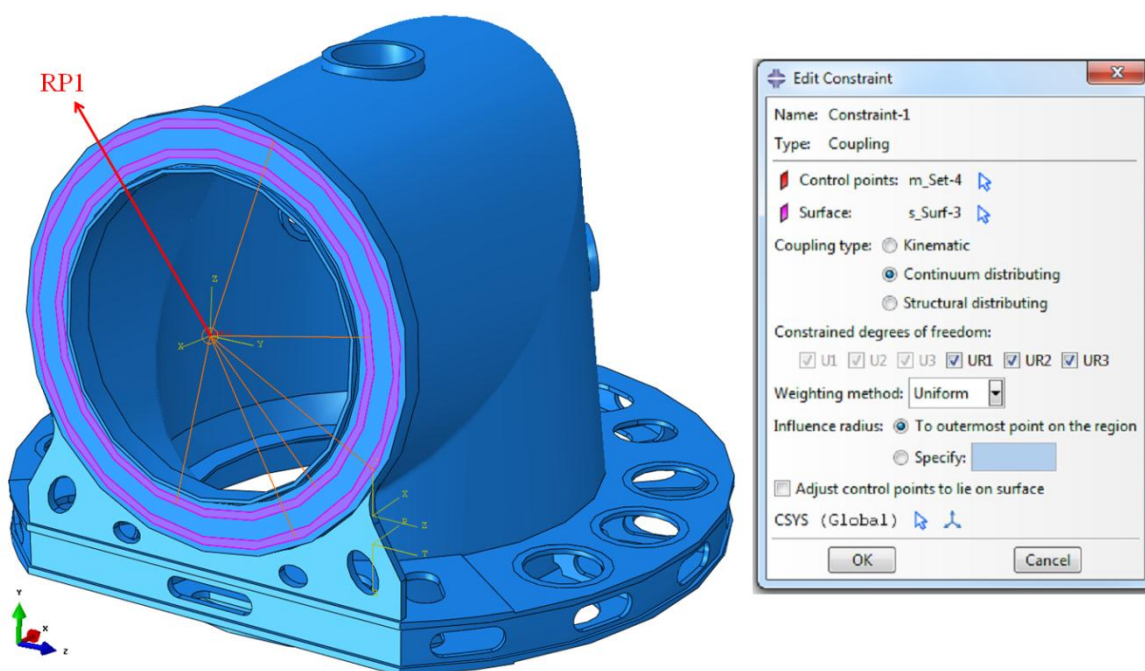 RP1
Z
X
Y
X
Z
R
T
Y
X
Z
Edit Constraint
Name: Constraint-1
Type: Coupling
Control points: m_Set-4
Surface: s_Surf-3
Coupling type: Kinematic
Continuum distributing
Structural distributing
Constrained degrees of freedom:
U1 U2 U3 UR1 UR2 UR3
Weighting method: Uniform
Influence radius: To outermost point on the region
Specify:
Adjust control points to lie on surface
CSYS (Global)
OK Cancel